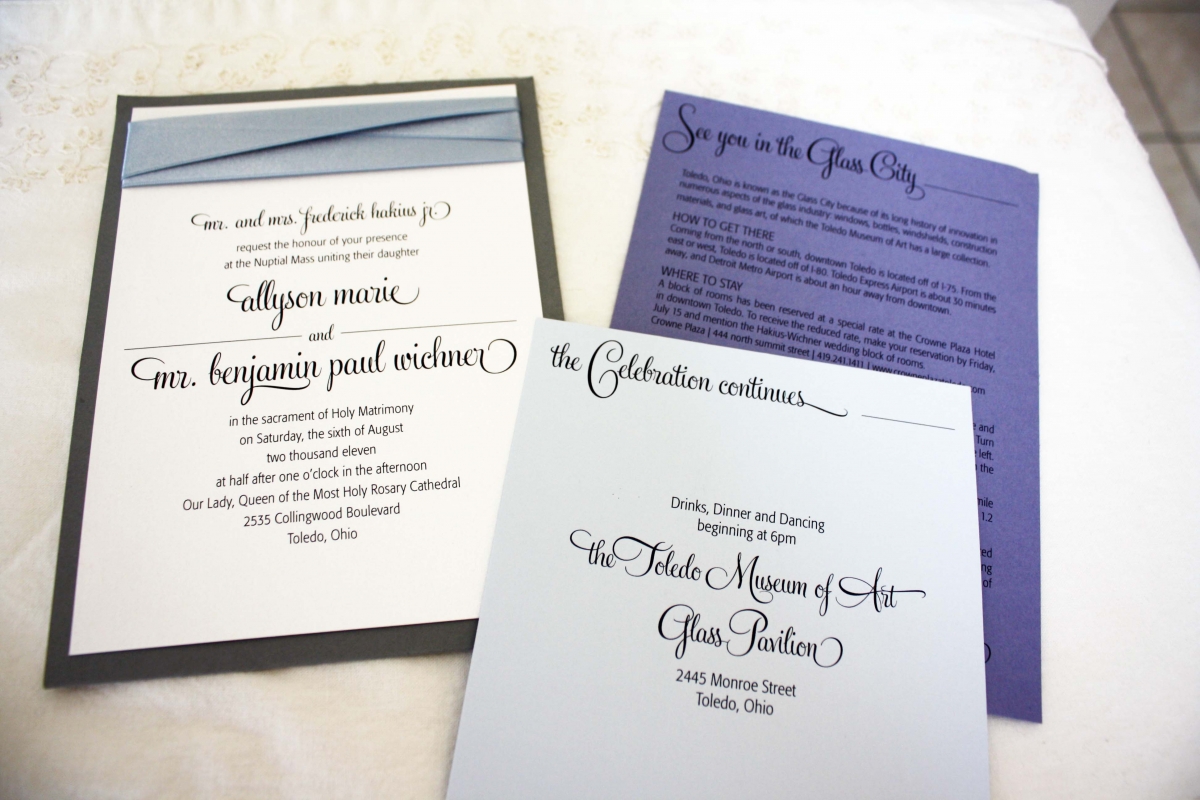 mr. and mrs. frederick hakius jr
request the honour of your presence
at the Nuptial Mass uniting their daughter
allyson marie
and
mr. benjamin paul wichner
in the sacrament of Holy Matrimony
on Saturday, the sixth of August
two thousand eleven
at half after one o'clock in the afternoon
Our Lady, Queen of the Most Holy Rosary Cathedral
2535 Collingwood Boulevard
Toledo, Ohio
See you in the Glass City
Toledo, Ohio is known as the Glass City because of its long history of innovation in
numerous aspects of the glass industry: windows, bottles, windshields, construction
materials, and glass art, of which the Toledo Museum of Art has a large collection.
HOW TO GET THERE
Coming from the north or south, downtown Toledo is located off of I-75. From the
east or west, Toledo is located off of I-80. Toledo Express Airport is about 30 minutes
away, and Detroit Metro Airport is about an hour away from downtown.
WHERE TO STAY
A block of rooms has been reserved at a special rate at the Crowne Plaza Hotel
in downtown Toledo. To receive the reduced rate, make your reservation by Friday,
July 15 and mention the Hakius-Wichner wedding block of rooms.
Crowne Plaza | 444 north summit street | 419.241.1411 |
and
Turn
left.
the
1.2
of
the Celebration continues
Drinks, Dinner and Dancing
beginning at 6pm
the Toledo Museum of Art
Glass Pavilion
2445 Monroe Street
Toledo, Ohio